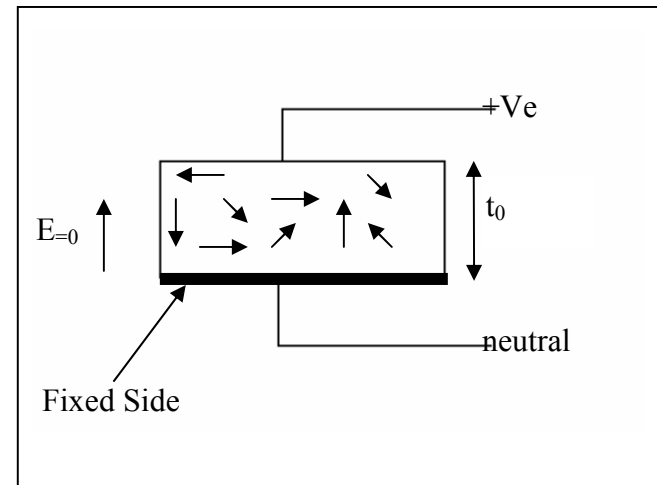 +Ve
t₀
E=0
neutral
Fixed Side